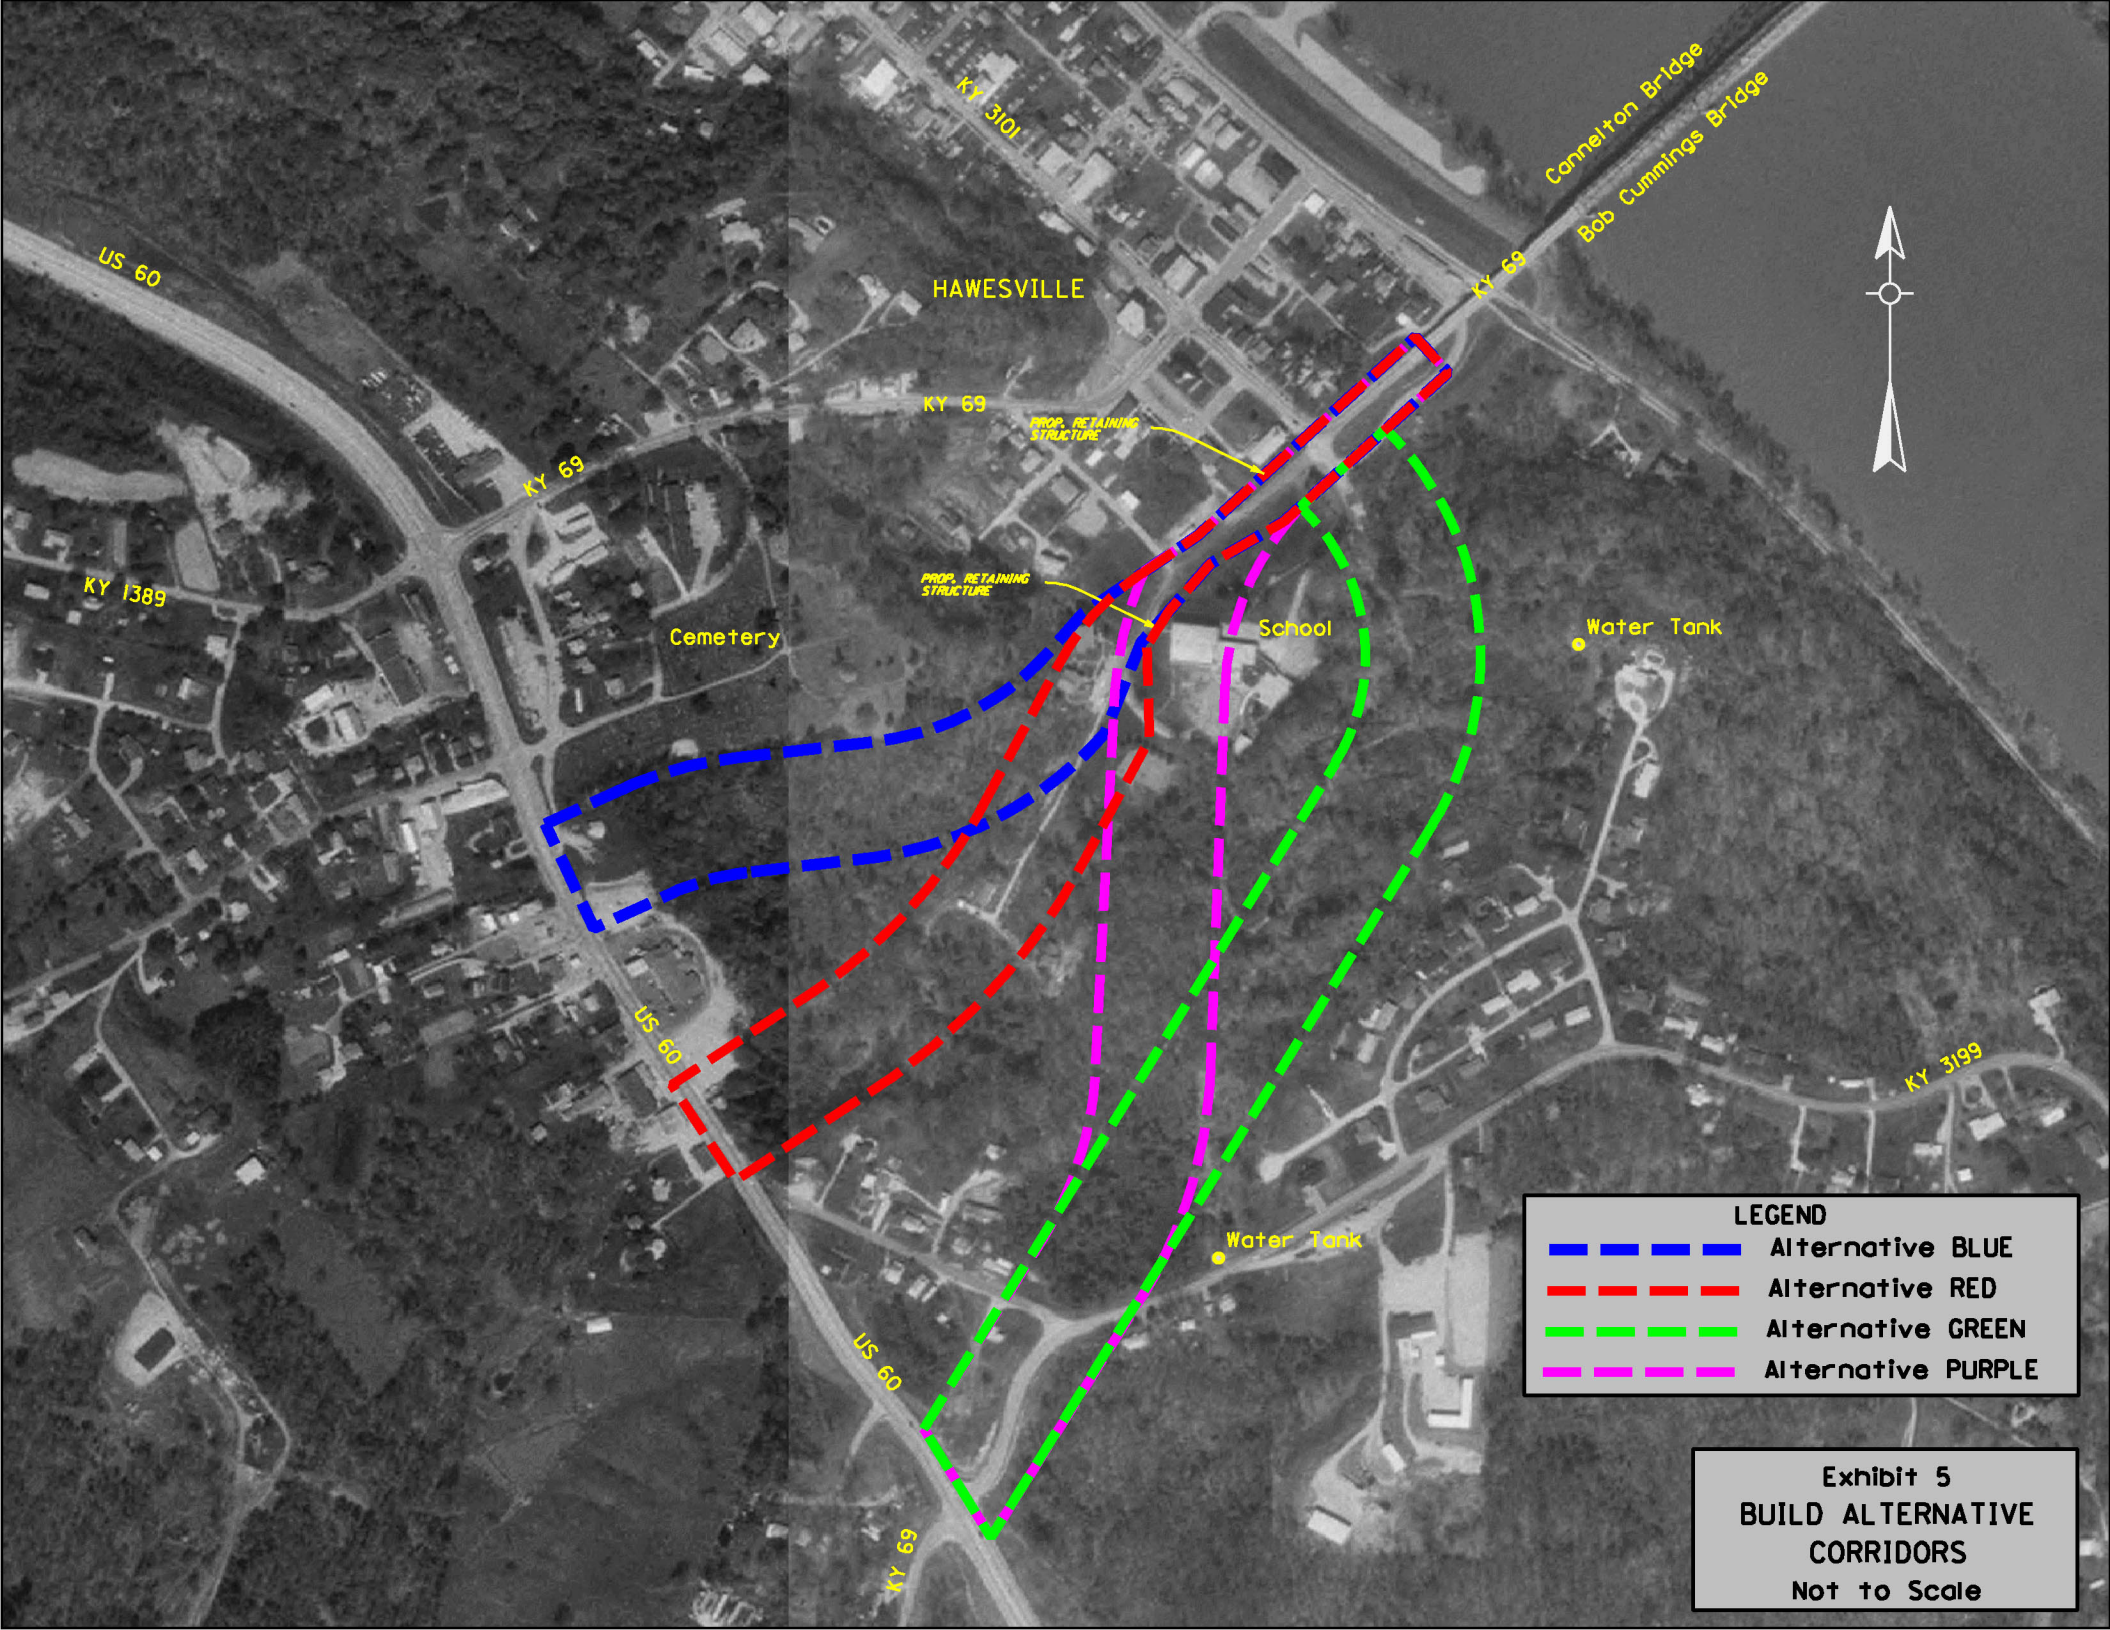 Cannelton Bridge
Bob Cummings Bridge
KY 3101
US 60
KY 69
HAWESVILLE
KY 69
PROP. RETAINING
STRUCTURE
KY 69
KY 1389
PROP. RETAINING
STRUCTURE
Cemetery
School
Water Tank
US 60
KY 3199
Water Tank
US 60
KY 69
LEGEND
Alternative BLUE
Alternative RED
Alternative GREEN
Alternative PURPLE
Exhibit 5
BUILD ALTERNATIVE
CORRIDORS
Not to Scale